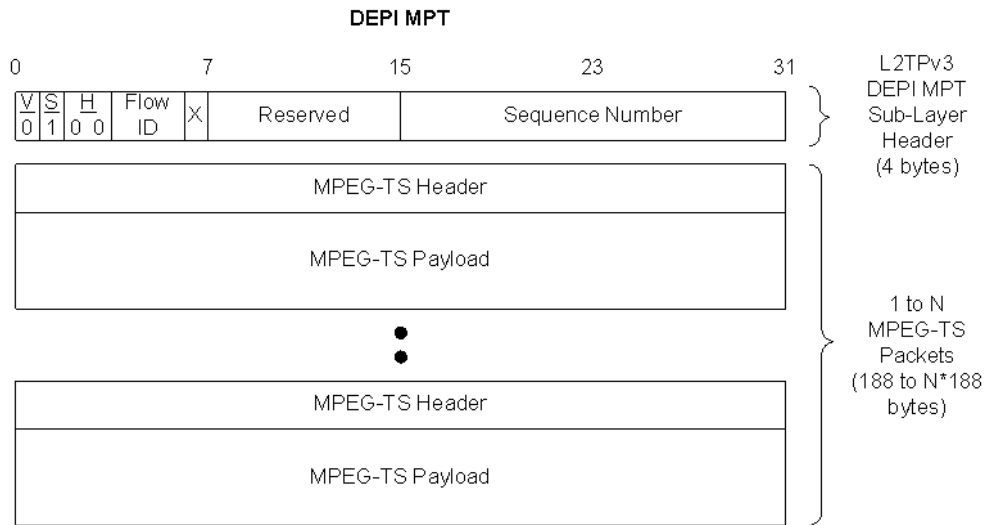 DEPI MPT
0 7 15 23 31
V S H Flow ID X Reserved Sequence Number
0 1 0 0
L2TPv3
DEPI MPT
Sub-Layer
Header
(4 bytes)
MPEG-TS Header
MPEG-TS Payload
MPEG-TS Header
MPEG-TS Payload
1 to N
MPEG-TS
Packets
(188 to N*188
bytes)